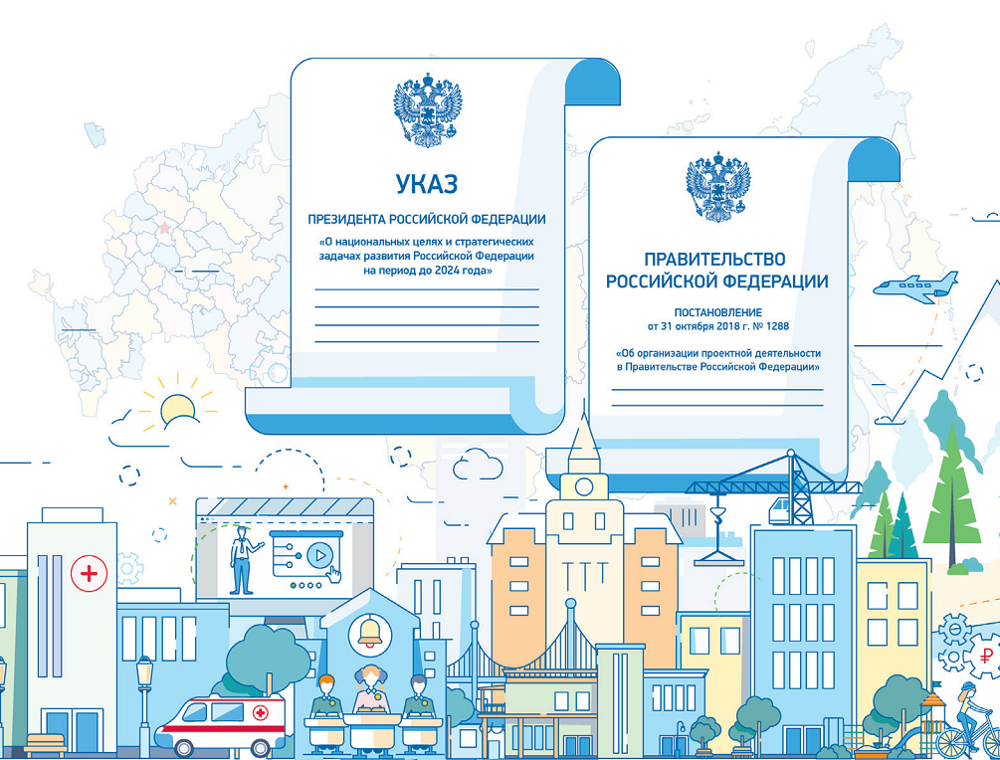 УКАЗ
ПРЕЗИДЕНТА РОССИЙСКОЙ ФЕДЕРАЦИИ
«О национальных целях и стратегических
задачах развития Российской Федерации
на период до 2024 года»
ПРАВИТЕЛЬСТВО
РОССИЙСКОЙ ФЕДЕРАЦИИ
ПОСТАНОВЛЕНИЕ
от 31 октября 2018 г. № 1288
«Об организации проектной деятельности
в Правительстве Российской Федерации»
₽